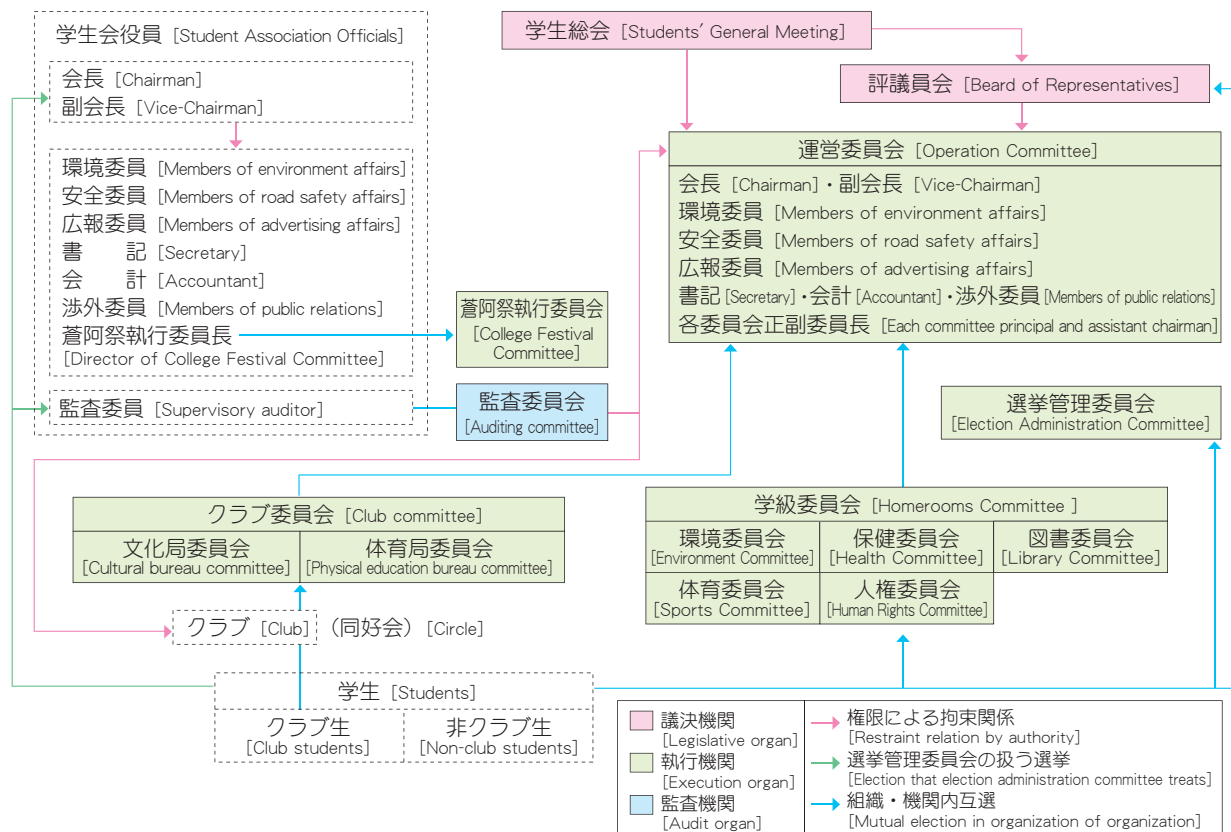 学生会役員 [Student Association Officials]
会長 [Chairman]
副会長 [Vice-Chairman]
環境委員 [Members of environment affairs]
安全委員 [Members of road safety affairs]
広報委員 [Members of advertising affairs]
書　　記 [Secretary]
会　　計 [Accountant]
渉外委員 [Members of public relations]
蒼阿祭執行委員長
[Director of College Festival Committee]
監査委員 [Supervisory auditor]
蒼阿祭執行委員会
[College Festival
Committee]
監査委員会
[Auditing committee]
学生総会 [Students' General Meeting]
評議員会 [Board of Representatives]
運営委員会 [Operation Committee]
会長 [Chairman]・副会長 [Vice-Chairman]
環境委員 [Members of environment affairs]
安全委員 [Members of road safety affairs]
広報委員 [Members of advertising affairs]
書記 [Secretary]・会計 [Accountant]・渉外委員 [Members of public relations]
各委員会正副委員長 [Each committee principal and assistant chairman]
選挙管理委員会
[Election Administration Committee]
クラブ委員会 [Club committee]
文化局委員会
[Cultural bureau committee]
体育局委員会
[Physical education bureau committee]
学級委員会 [Homerooms Committee ]
環境委員会
[Environment Committee]
保健委員会
[Health Committee]
図書委員会
[Library Committee]
体育委員会
[Sports Committee]
人権委員会
[Human Rights Committee]
クラブ [Club] （同好会）[Circle]
学生 [Students]
クラブ生
[Club students]
非クラブ生
[Non-club students]
議決機関
[Legislative organ]
執行機関
[Execution organ]
監査機関
[Audit organ]
権限による拘束関係
[Restraint relation by authority]
選挙管理委員会の扱う選挙
[Election that election administration committee treats]
組織・機関内互選
[Mutual election in organization of organization]